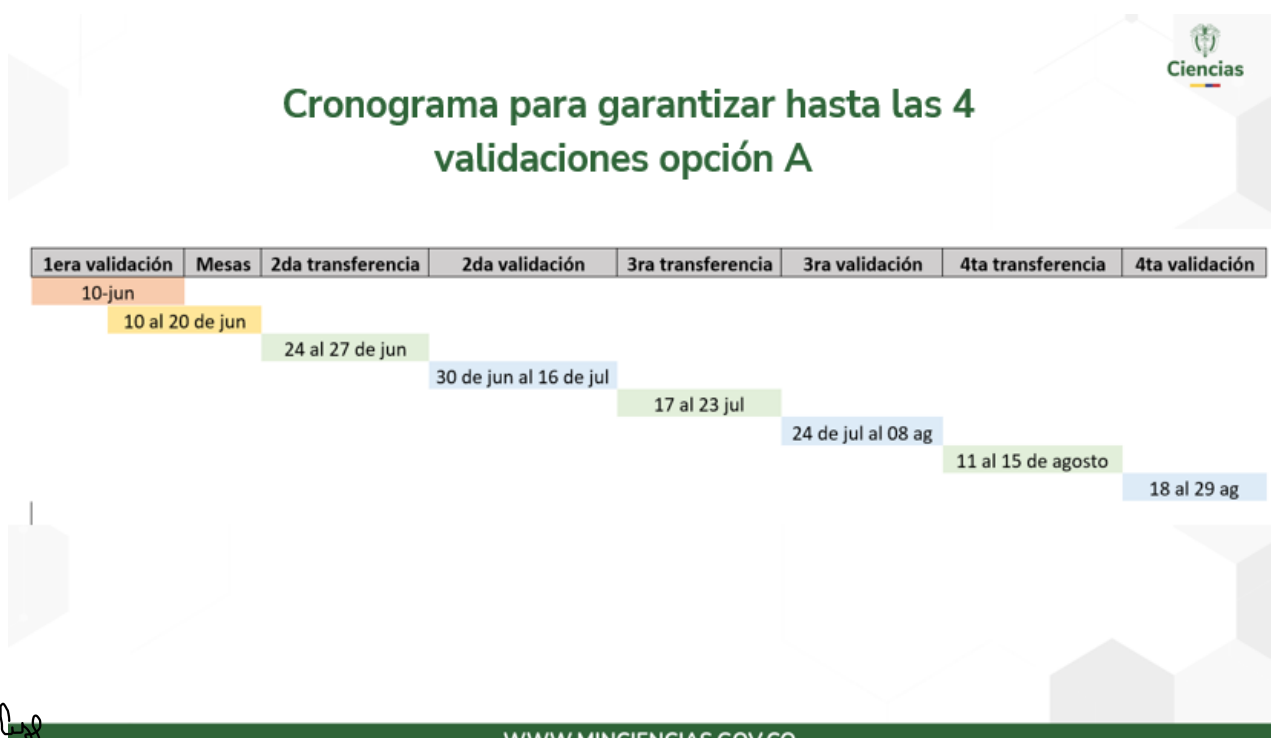 Ciencias
Cronograma para garantizar hasta las 4
validaciones opción A
1era validación Mesas 2da transferencia 2da validación 3ra transferencia 3ra validación 4ta transferencia 4ta validación
10-jun
10 al 20 de jun
24 al 27 de jun
30 de jun al 16 de jul
17 al 23 jul
24 de jul al 08 ag
11 al 15 de agosto
18 al 29 ag
WWW.MINCIENCIAS.GOV.CO